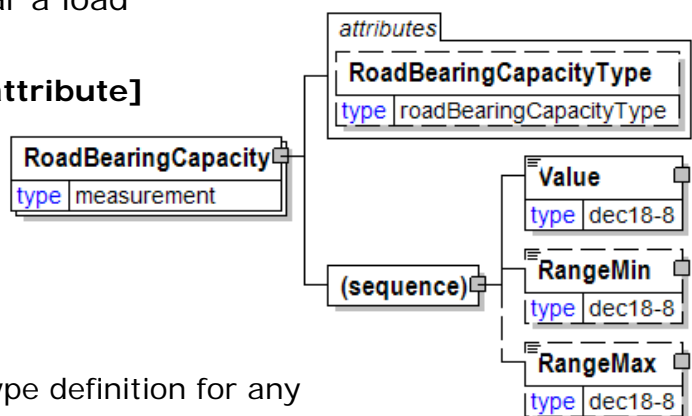 a load
attribute]
attributes
RoadBearingCapacityType
type roadBearingCapacityType
RoadBearingCapacity
type measurement
Value
type dec18-8
(sequence)
RangeMin
type dec18-8
RangeMax
type dec18-8
definition for any